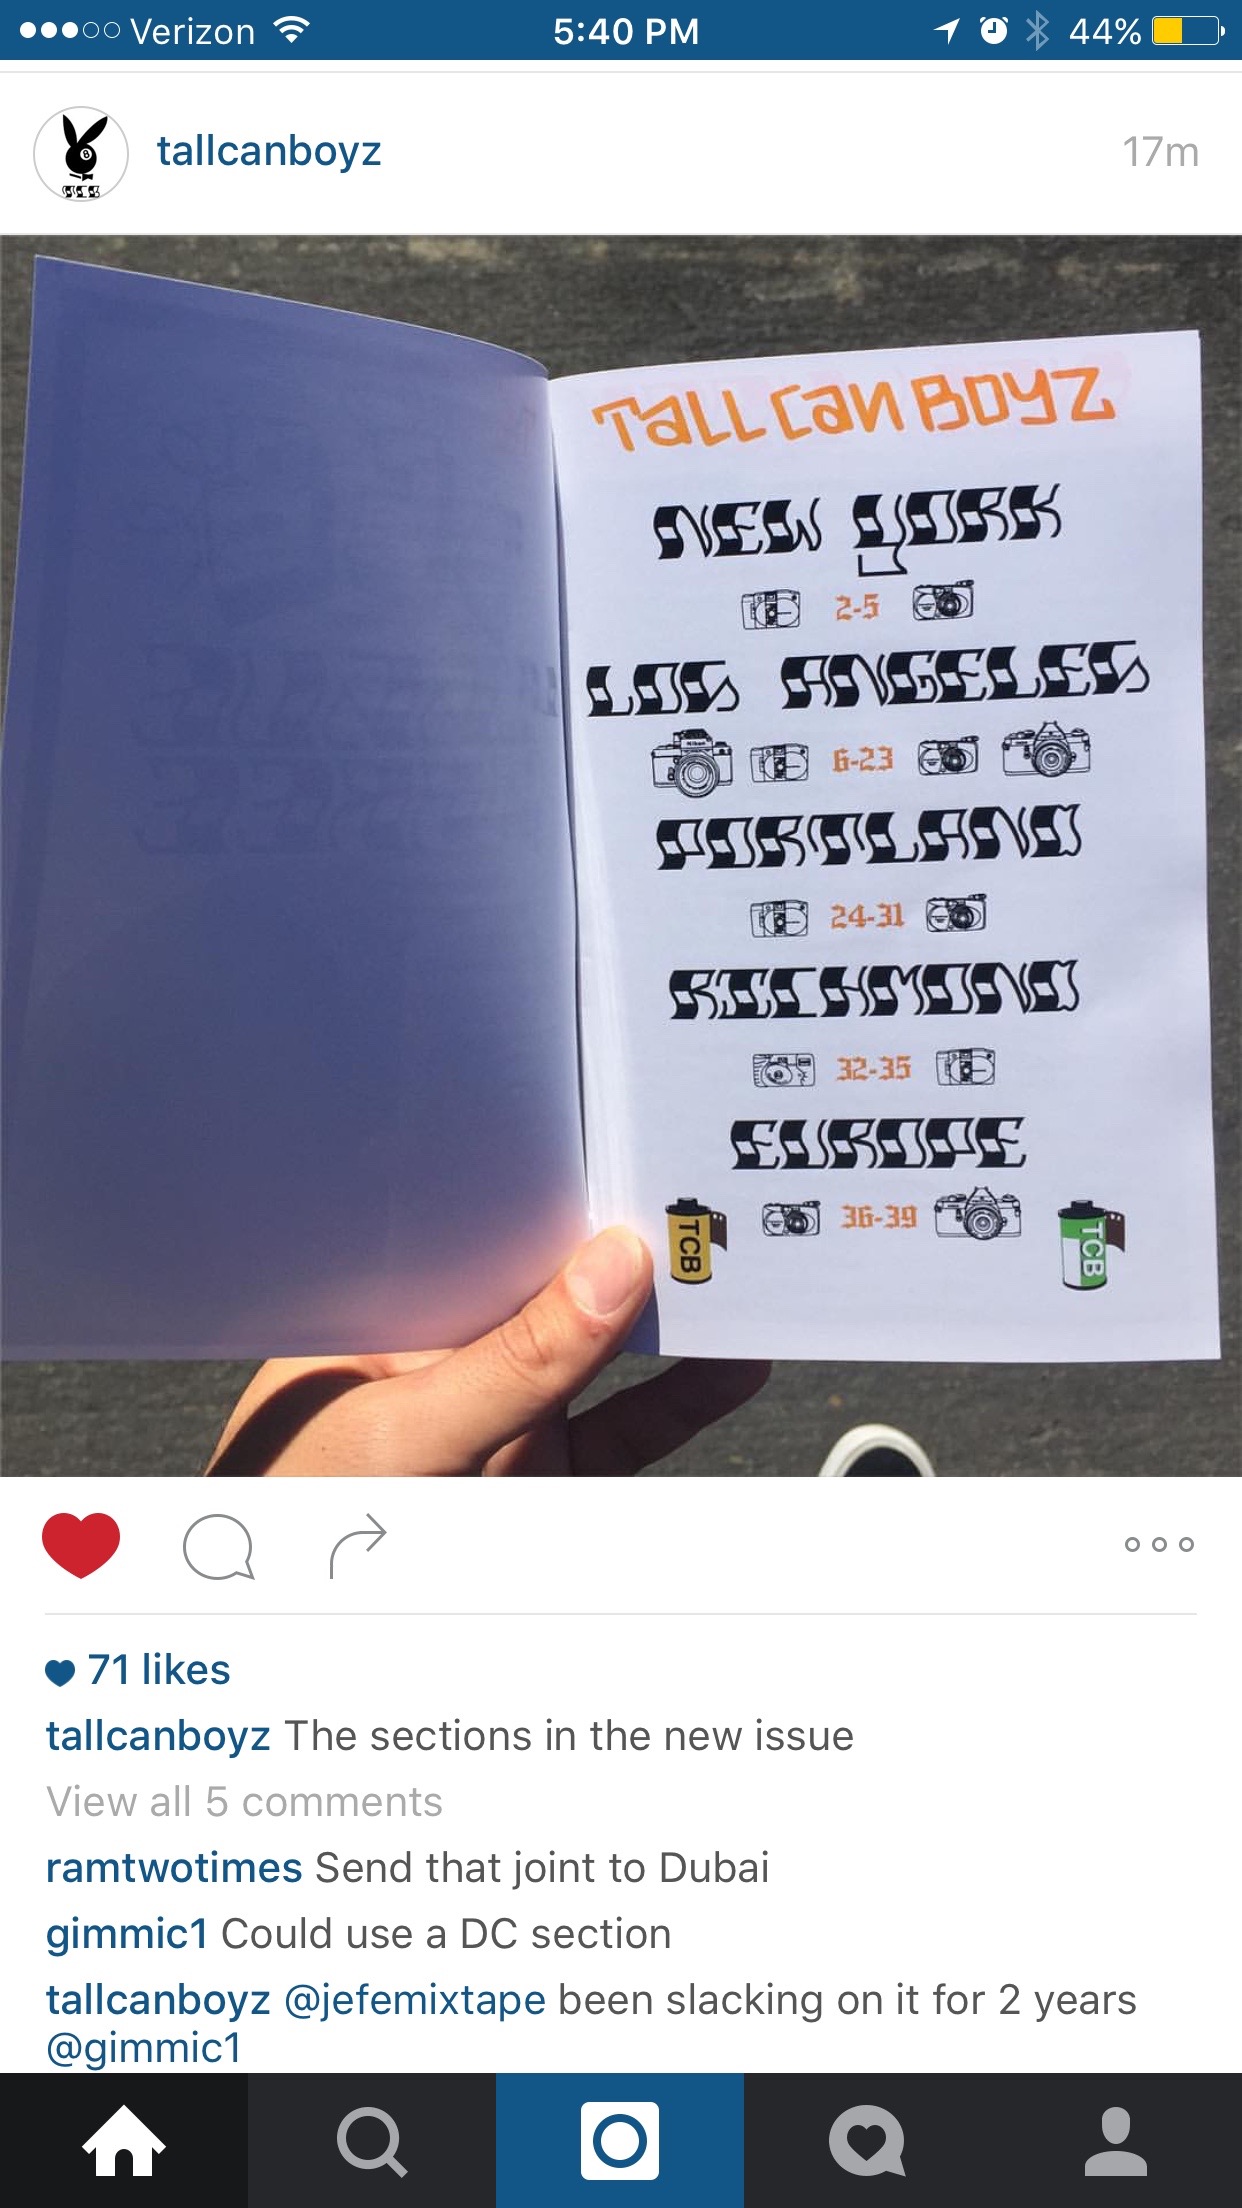 Verizon 5:40 PM 44%
tallcanboyz 17m
TCB
Tall Can Boyz
NEW YORK
2-5
LOS ANGELES
Nikon
6-23
PORTLAND
24-31
RICHMOND
32-35
EUROPE
36-39
TCB
TCB
71 likes
tallcanboyz The sections in the new issue
View all 5 comments
ramtwotimes Send that joint to Dubai
gimmic1 Could use a DC section
tallcanboyz @jefemixtape been slacking on it for 2 years
@gimmic1